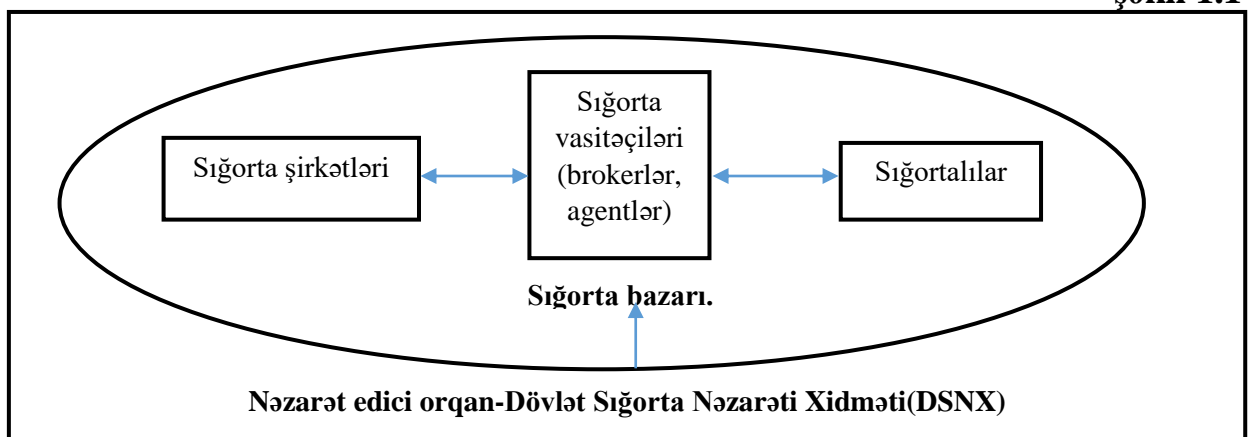 Sığorta şirkətləri
Sığorta
vasitəçiləri
(brokerlər,
agentlər)
Sığortalılar
Sığorta bazarı.
Nəzarət edici orqan-Dövlət Sığorta Nəzarəti Xidməti(DSNX)